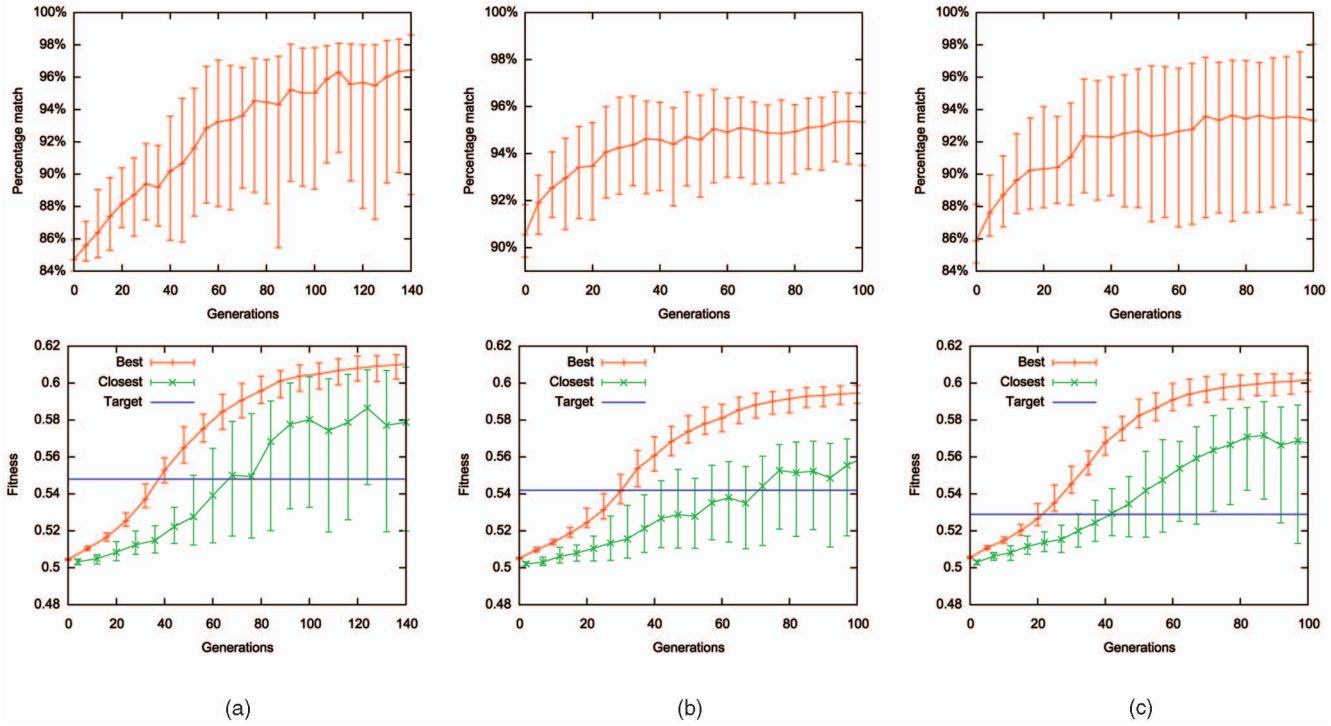 100%
98%
96%
94%
92%
90%
88%
86%
84%
Percentage match
0 20 40 60 80 100 120 140
Generations
100%
98%
96%
94%
92%
90%
Percentage match
0 20 40 60 80 100
Generations
100%
98%
96%
94%
92%
90%
88%
86%
84%
Percentage match
0 20 40 60 80 100
Generations
0.62
0.6
0.58
0.56
0.54
0.52
0.5
0.48
Fitness
Best
Closest
Target
0 20 40 60 80 100 120 140
Generations
0.62
0.6
0.58
0.56
0.54
0.52
0.5
0.48
Fitness
Best
Closest
Target
0 20 40 60 80 100
Generations
0.62
0.6
0.58
0.56
0.54
0.52
0.5
0.48
Fitness
Best
Closest
Target
0 20 40 60 80 100
Generations
(a)
(b)
(c)